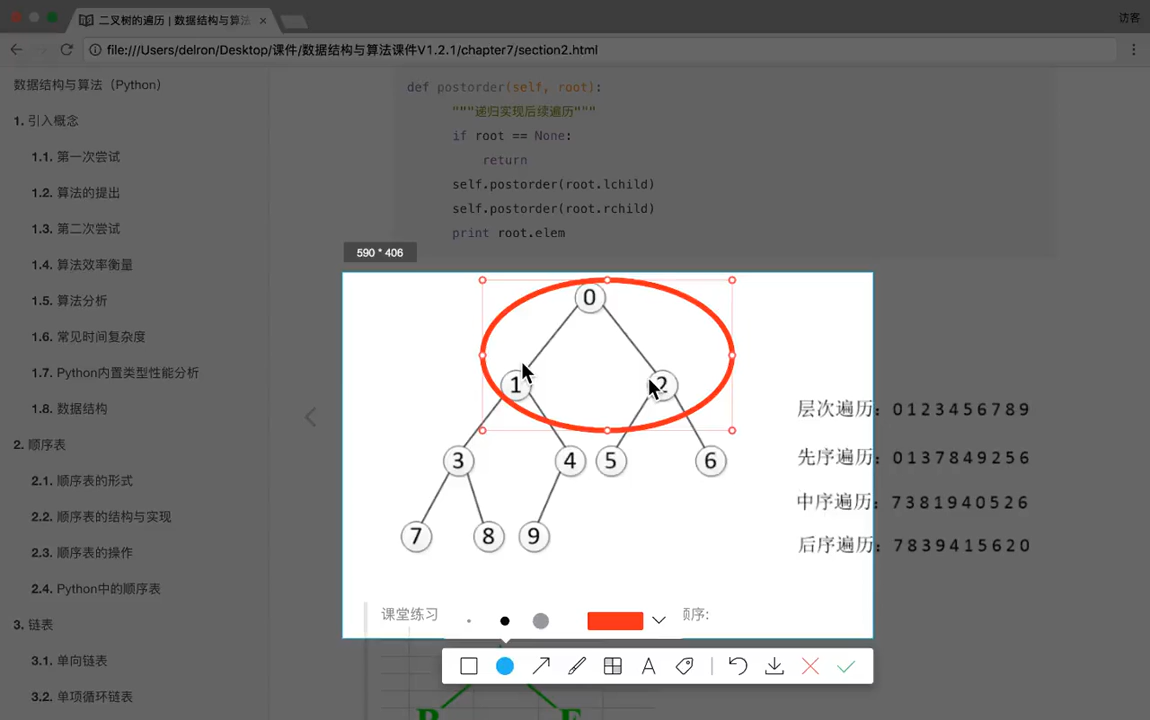 二叉树的遍历 | 数据结构与算法
访客
file:///Users/delron/Desktop/课件/数据结构与算法课件V1.2.1/chapter7/section2.html
数据结构与算法（Python）
1. 引入概念
1.1. 第一次尝试
1.2. 算法的提出
1.3. 第二次尝试
1.4. 算法效率衡量
1.5. 算法分析
1.6. 常见时间复杂度
1.7. Python内置类型性能分析
1.8. 数据结构
2. 顺序表
2.1. 顺序表的形式
2.2. 顺序表的结构与实现
2.3. 顺序表的操作
2.4. Python中的顺序表
3. 链表
3.1. 单向链表
3.2. 单项循环链表
def postorder(self, root):
"""递归实现后续遍历"""
if root == None:
return
self.postorder(root.lchild)
self.postorder(root.rchild)
print root.elem
590 * 406
0
1 2
3 4 5 6
7 8 9
层次遍历：0 1 2 3 4 5 6 7 8 9
先序遍历：0 1 3 7 8 4 9 2 5 6
中序遍历：7 3 8 1 9 4 0 5 2 6
后序遍历：7 8 3 9 4 1 5 6 2 0
课堂练习
顺序:
A